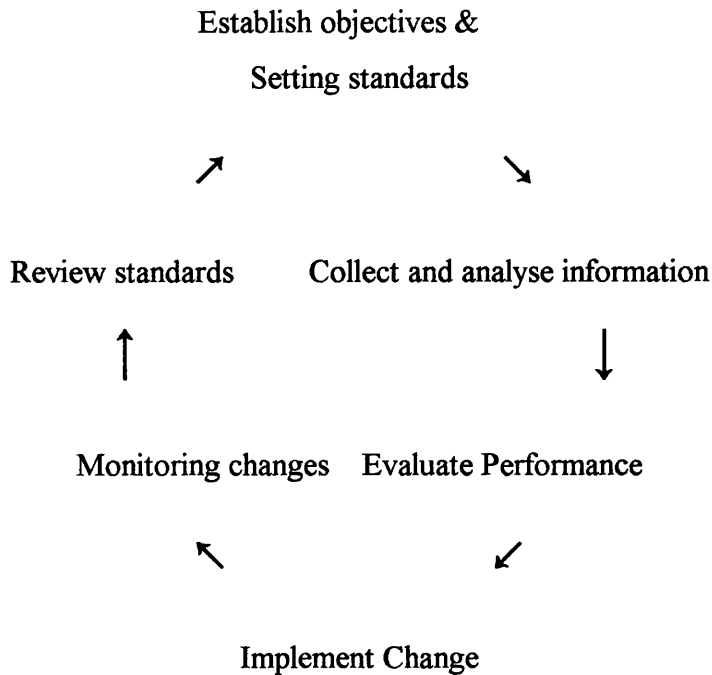 Establish objectives &
Setting standards
Review standards Collect and analyse information
Monitoring changes Evaluate Performance
Implement Change